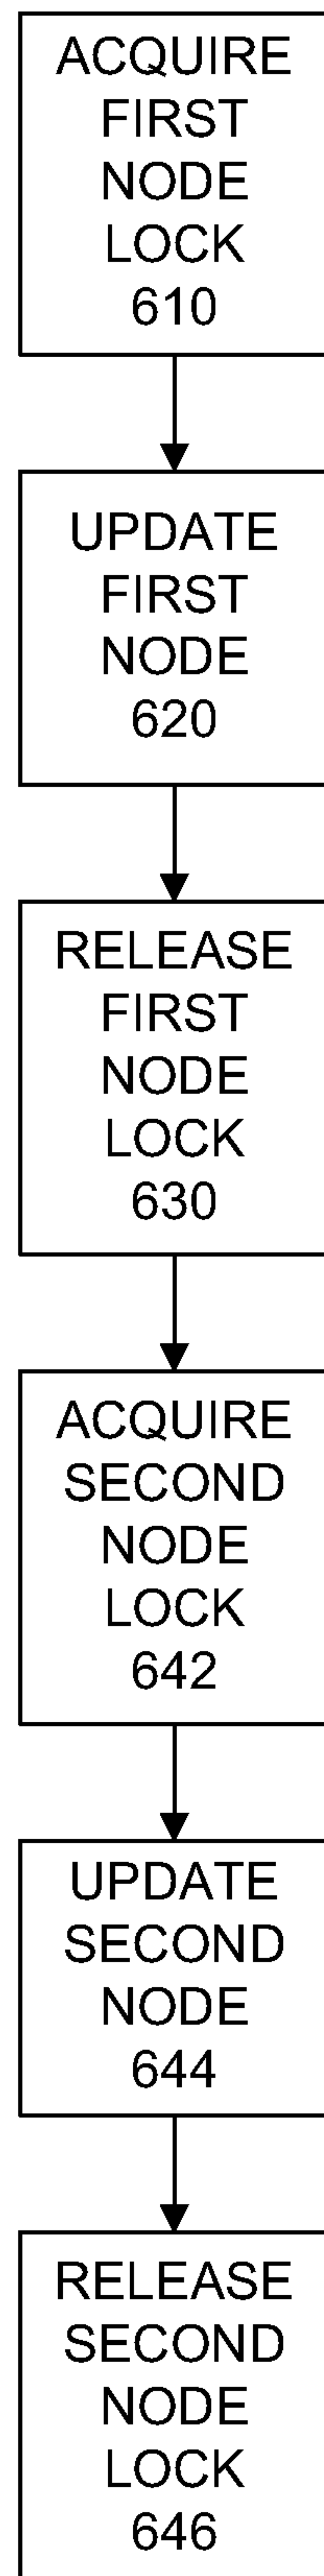 ACQUIRE
FIRST
NODE
LOCK
610
UPDATE
FIRST
NODE
620
RELEASE
FIRST
NODE
LOCK
630
ACQUIRE
SECOND
NODE
LOCK
642
UPDATE
SECOND
NODE
644
RELEASE
SECOND
NODE
LOCK
646